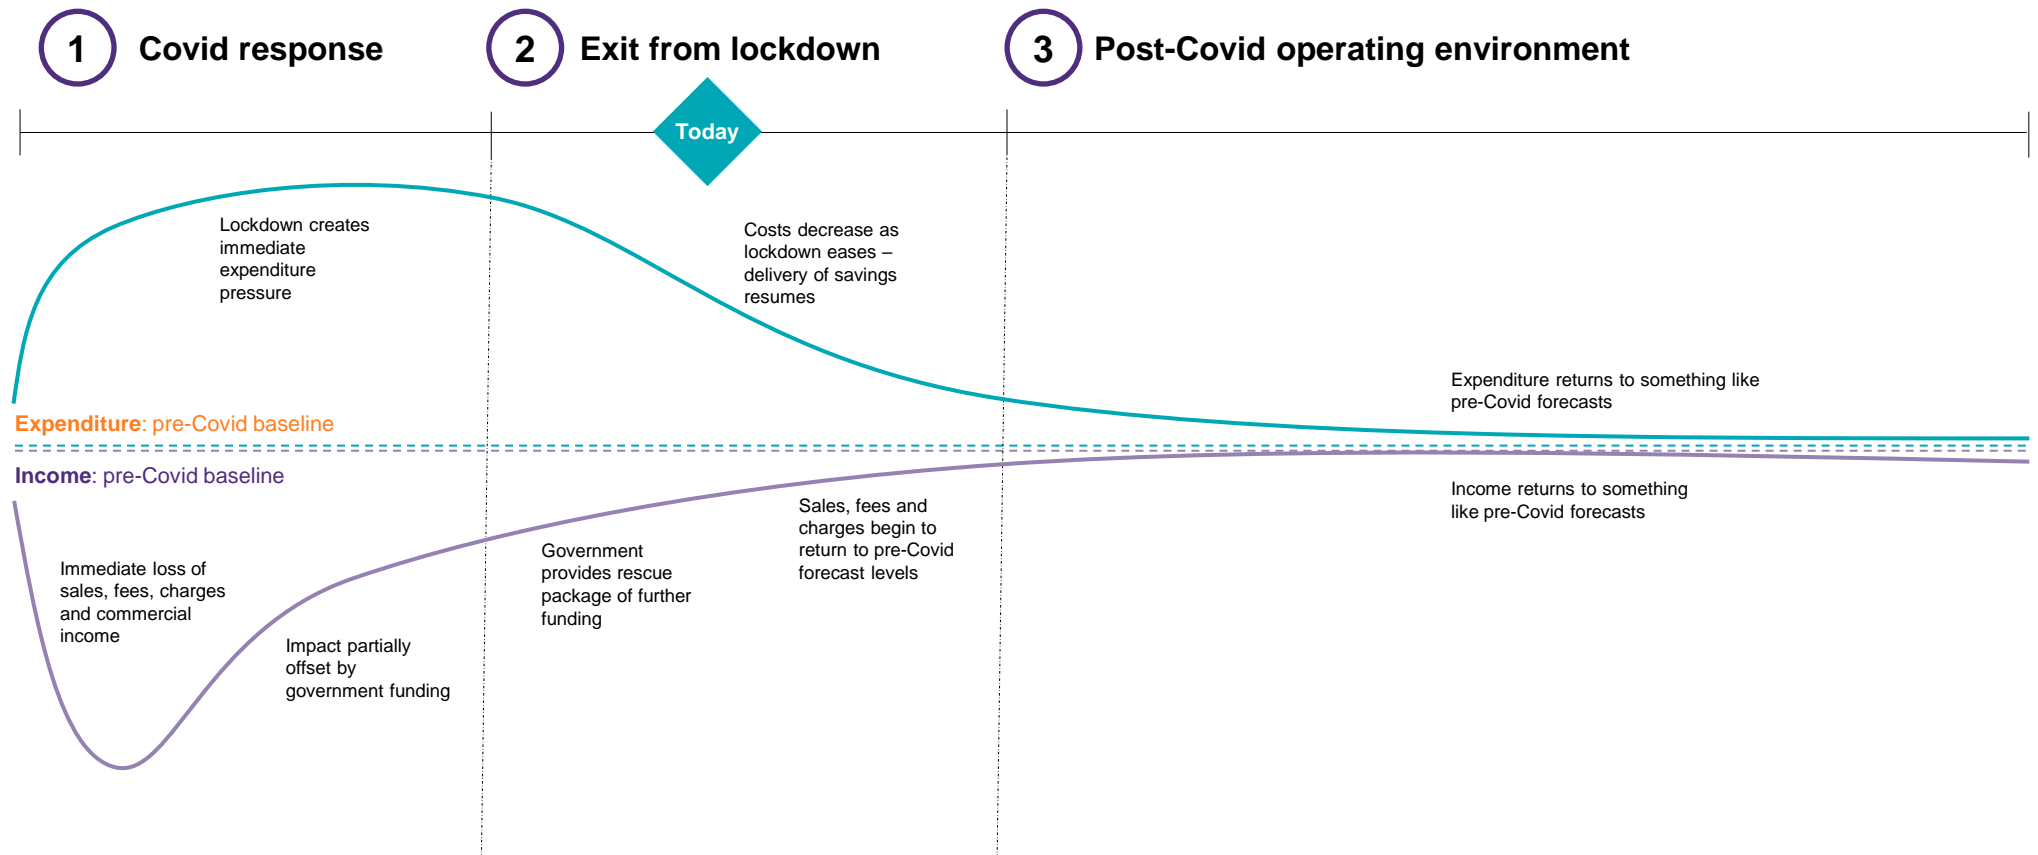 1 Covid response
2 Exit from lockdown
3 Post-Covid operating environment
Today
Lockdown creates
immediate
expenditure
pressure
Costs decrease as
lockdown eases –
delivery of savings
resumes
Expenditure returns to something like
pre-Covid forecasts
Expenditure: pre-Covid baseline
Income: pre-Covid baseline
Immediate loss of
sales, fees, charges
and commercial
income
Impact partially
offset by
government funding
Government
provides rescue
package of further
funding
Sales, fees and
charges begin to
return to pre-Covid
forecast levels
Income returns to something
like pre-Covid forecasts